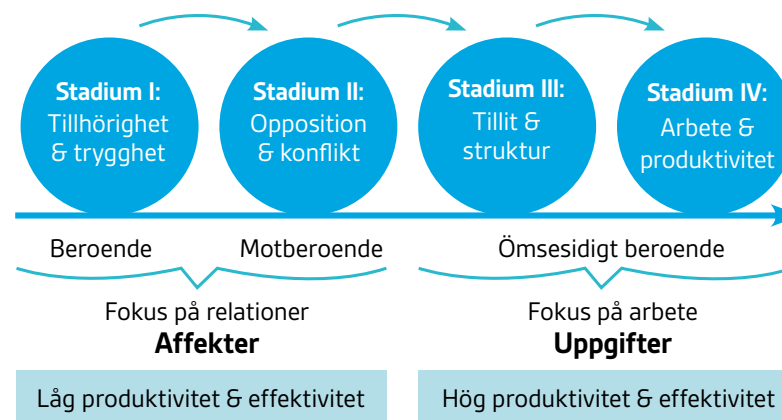 Stadium I:
Tillhörighet
& trygghet
Stadium II:
Opposition
& konflikt
Stadium III:
Tillit &
struktur
Stadium IV:
Arbete &
produktivitet
Beroende
Motberoende
Ömsesidigt beroende
Fokus på relationer
Affekter
Fokus på arbete
Uppgifter
Låg produktivitet & effektivitet
Hög produktivitet & effektivitet